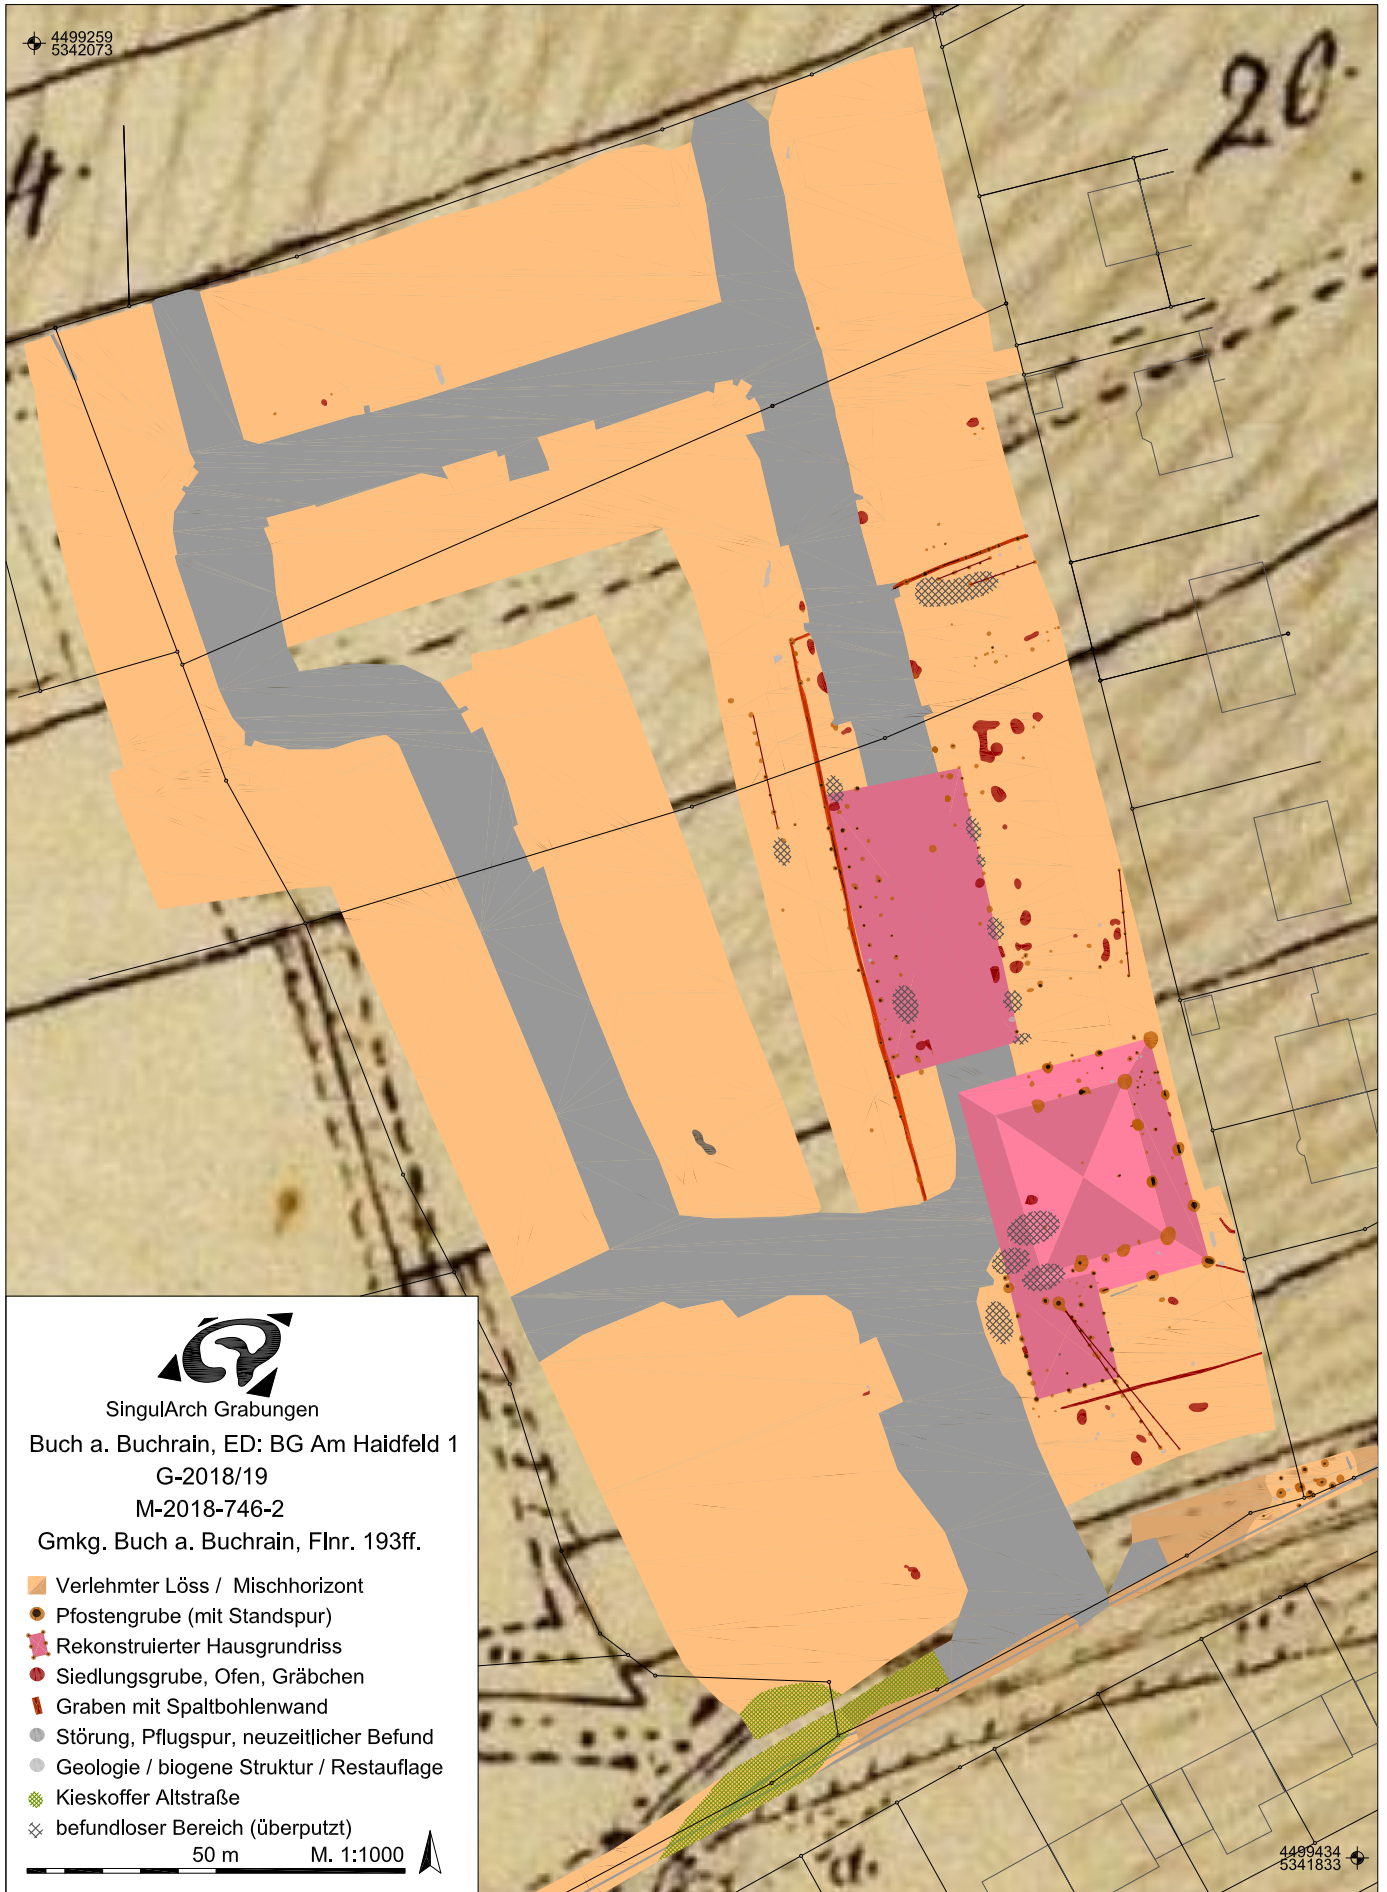 4499259
5342073
20.
4.
SingulArch Grabungen
Buch a. Buchrain, ED: BG Am Haidfeld 1
G-2018/19
M-2018-746-2
Gmkg. Buch a. Buchrain, Flnr. 193ff.
Verlehmter Löss / Mischhorizont
Pfostengrube (mit Standspur)
Rekonstruierter Hausgrundriss
Siedlungsgrube, Ofen, Gräbchen
Graben mit Spaltbohlenwand
Störung, Pflugspur, neuzeitlicher Befund
Geologie / biogene Struktur / Restauflage
Kieskoffer Altstraße
befundloser Bereich (überputzt)
50 m M. 1:1000
4499434
5341833